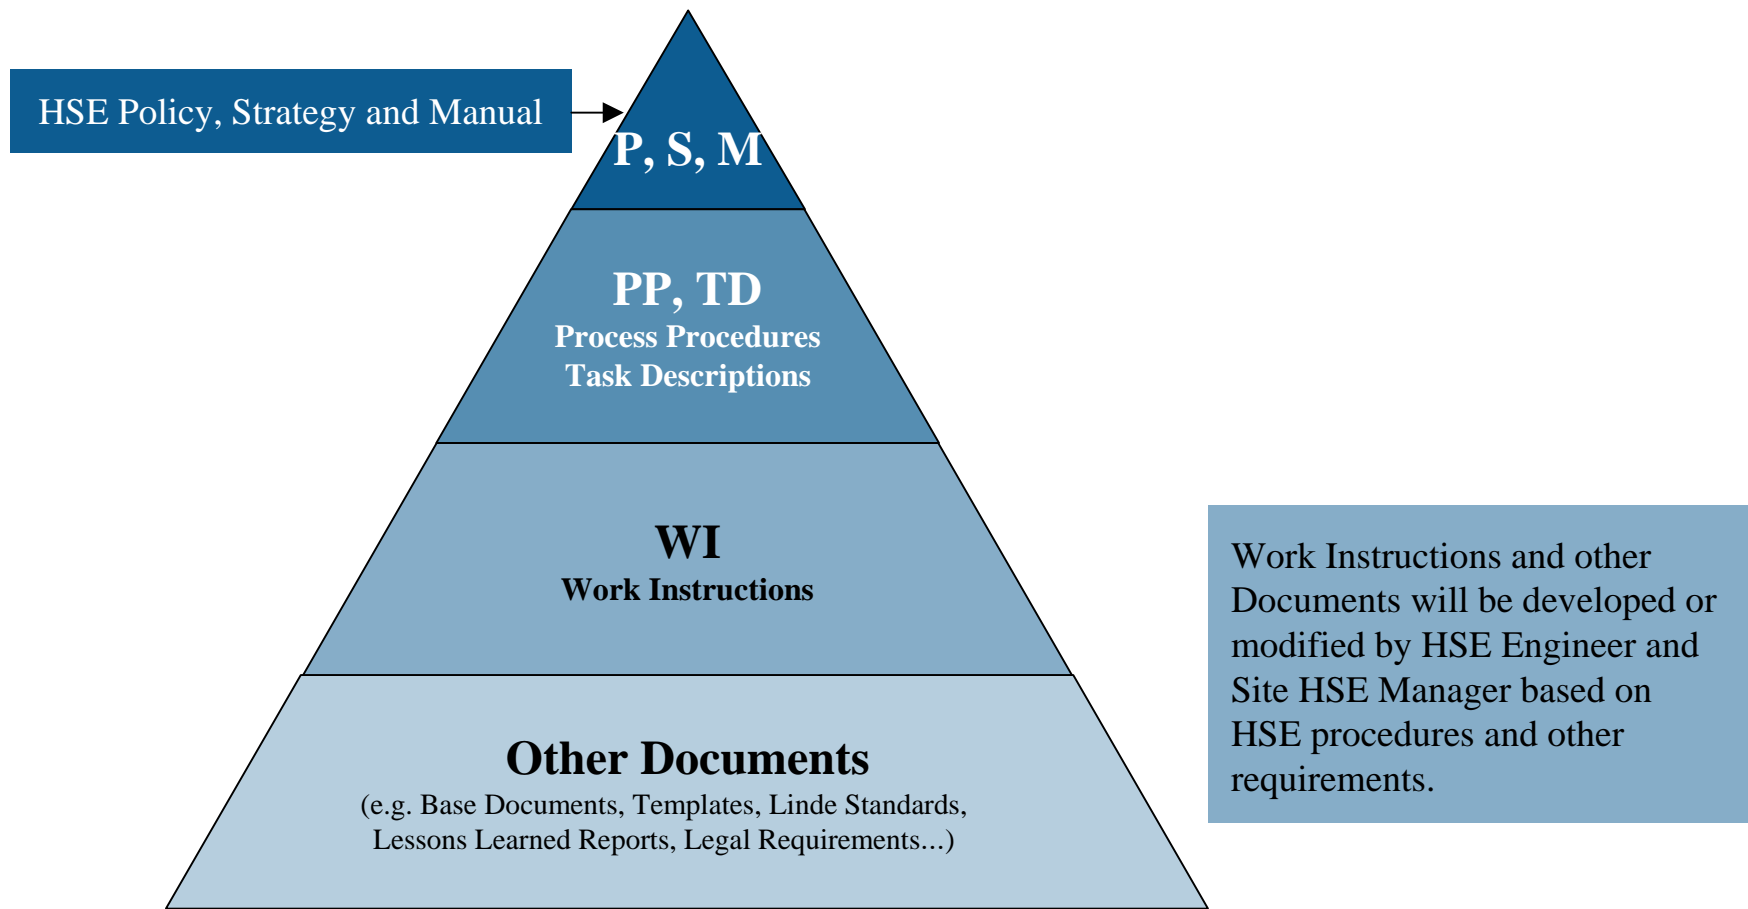 HSE Policy, Strategy and Manual
P, S, M
PP, TD
Process Procedures
Task Descriptions
WI
Work Instructions
Work Instructions and other
Documents will be developed or
modified by HSE Engineer and
Site HSE Manager based on
HSE procedures and other
requirements.
Other Documents
(e.g. Base Documents, Templates, Linde Standards,
Lessons Learned Reports, Legal Requirements...)